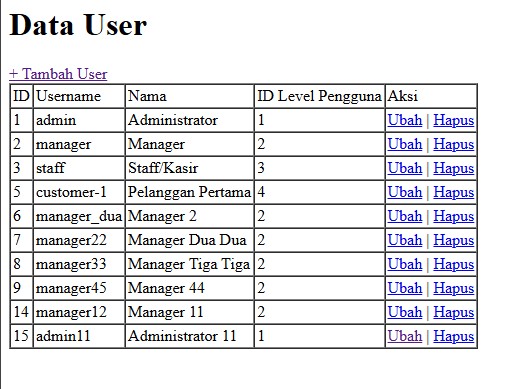 Data User
+ Tambah User
ID Username Nama ID Level Pengguna Aksi
1 admin Administrator 1 Ubah | Hapus
2 manager Manager 2 Ubah | Hapus
3 staff Staff/Kasir 3 Ubah | Hapus
5 customer-1 Pelanggan Pertama 4 Ubah | Hapus
6 manager_dua Manager 2 2 Ubah | Hapus
7 manager22 Manager Dua Dua 2 Ubah | Hapus
8 manager33 Manager Tiga Tiga 2 Ubah | Hapus
9 manager45 Manager 44 2 Ubah | Hapus
14 manager12 Manager 11 2 Ubah | Hapus
15 admin11 Administrator 11 1 Ubah | Hapus